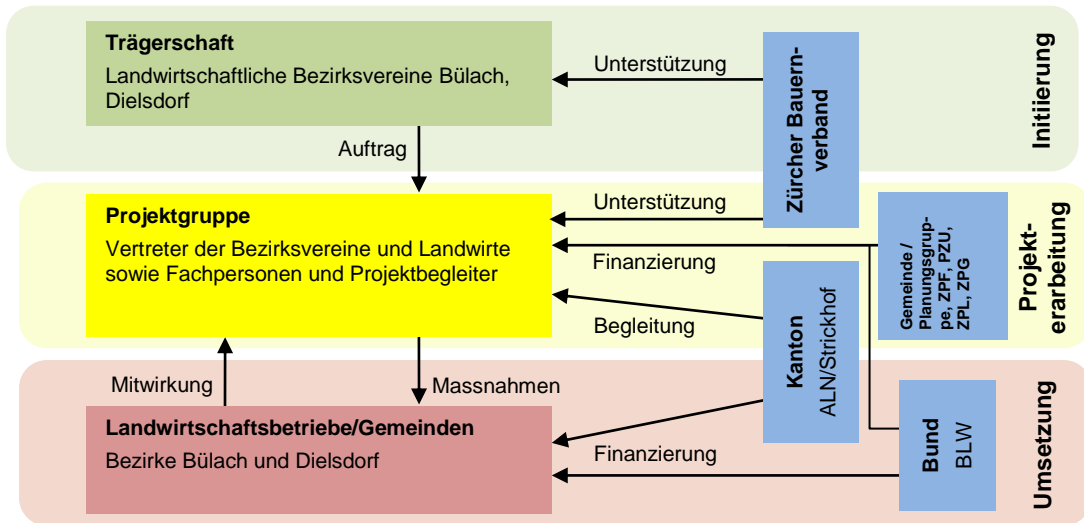 Trägerschaft
Landwirtschaftliche Bezirksvereine Bülach,
Dielsdorf
Unterstützung
Zürcher Bauern-
verband
Initiierung
Auftrag
Projektgruppe
Vertreter der Bezirksvereine und Landwirte
sowie Fachpersonen und Projektbegleiter
Unterstützung
Finanzierung
Begleitung
Gemeinde /
Planungsgrup-
pe, ZPF, PZU,
ZPL, ZPG
Projekt-
erarbeitung
Kanton
ALN/Strickhof
Mitwirkung
Massnahmen
Landwirtschaftsbetriebe/Gemeinden
Bezirke Bülach und Dielsdorf
Finanzierung
Bund
BLW
Umsetzung